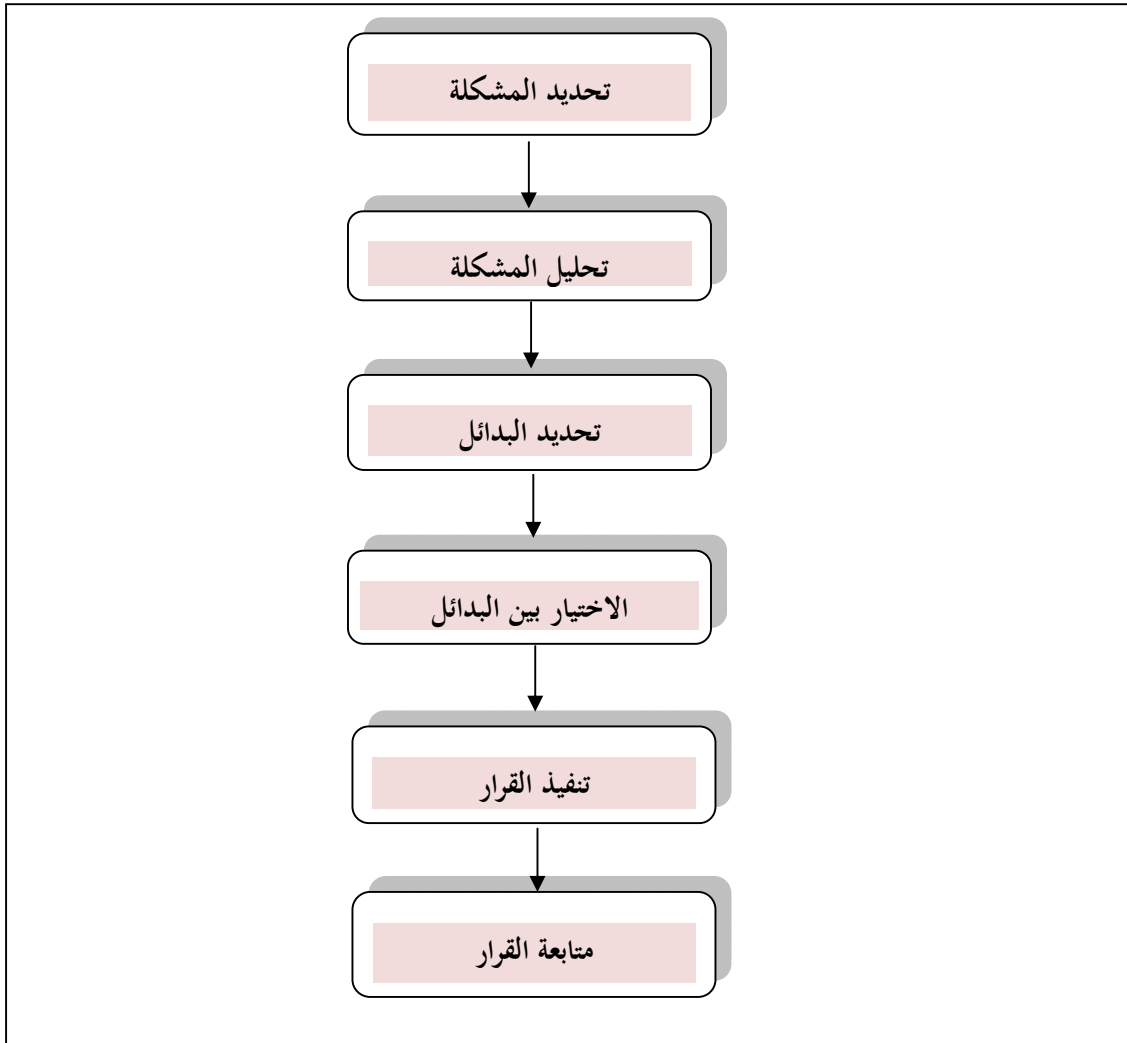 تحديد المشكلة
تحليل المشكلة
تحديد البدائل
الاختيار بين البدائل
تنفيذ القرار
متابعة القرار